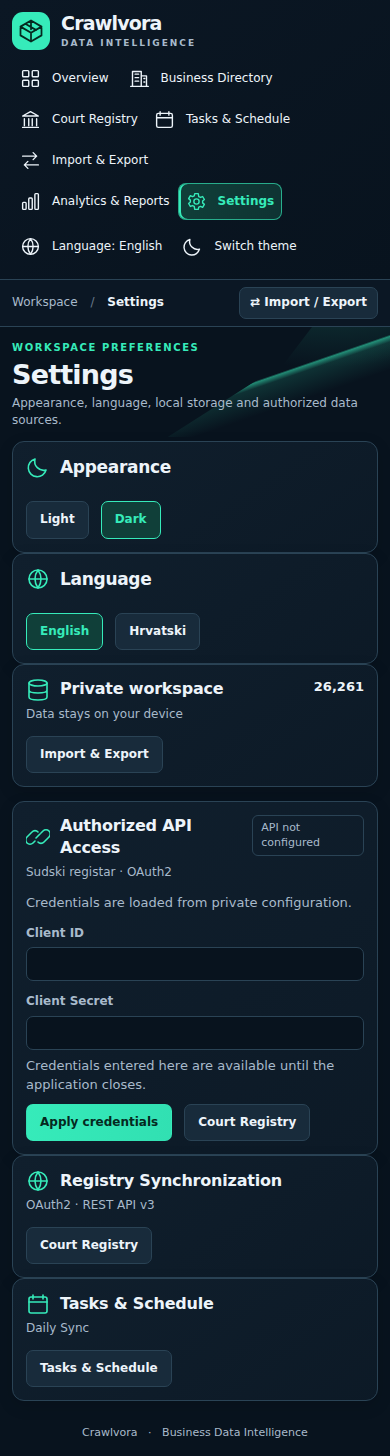 Crawlvora
DATA INTELLIGENCE
Overview Business Directory
Court Registry Tasks & Schedule
Import & Export
Analytics & Reports Settings
Language: English Switch theme
Workspace / Settings ⇄ Import / Export
WORKSPACE PREFERENCES
Settings
Appearance, language, local storage and authorized data
sources.
Appearance
Light Dark
Language
English Hrvatski
Private workspace 26,261
Data stays on your device
Import & Export
Authorized API
Access
API not
configured
Sudski registar · OAuth2
Credentials are loaded from private configuration.
Client ID
Client Secret
Credentials entered here are available until the
application closes.
Apply credentials Court Registry
Registry Synchronization
OAuth2 · REST API v3
Court Registry
Tasks & Schedule
Daily Sync
Tasks & Schedule
Crawlvora · Business Data Intelligence